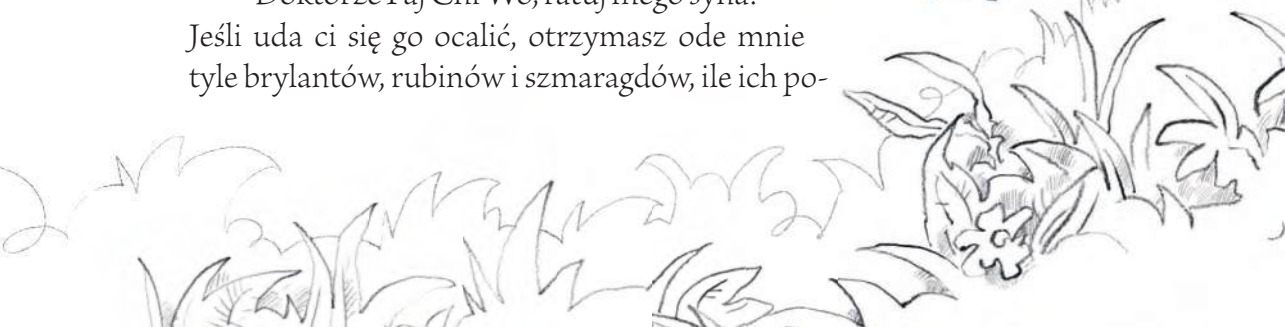 Doktorze Paj Chi Wo, ratuj mego syna!
Jeśli uda ci się go ocalić, otrzymasz ode mnie
tyle brylantów, rubinów i szmaragdów, ile ich po-